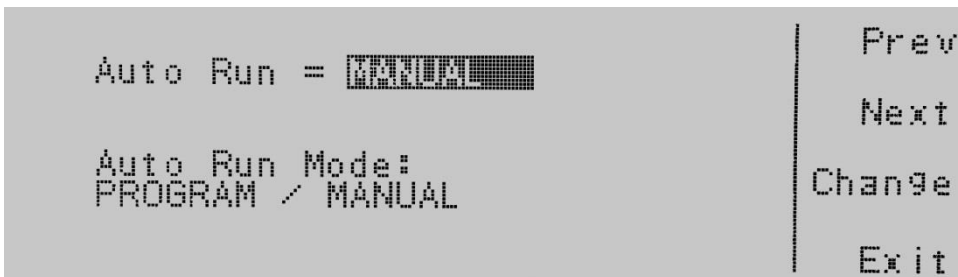 Auto Run = MANUAL
Auto Run Mode:
PROGRAM / MANUAL
Prev
Next
Change
Exit